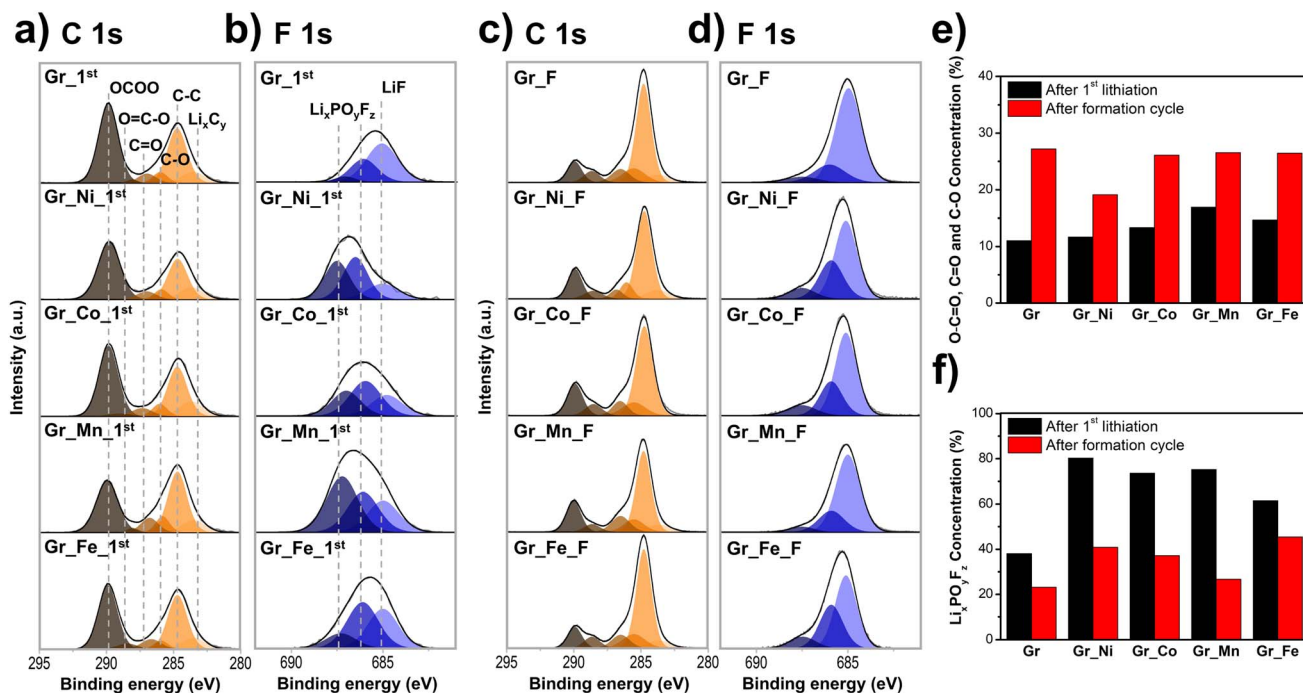 a) C 1s
Gr_1st
OCOO
O=C-O
C=O
C-O
C-C
LixCy
Gr_Ni_1st
Gr_Co_1st
Gr_Mn_1st
Gr_Fe_1st
Intensity (a.u.)
295 290 285 280
Binding energy (eV)
b) F 1s
Gr_1st
LixPOyFz
LiF
Gr_Ni_1st
Gr_Co_1st
Gr_Mn_1st
Gr_Fe_1st
690 685
Binding energy (eV)
c) C 1s
Gr_F
Gr_Ni_F
Gr_Co_F
Gr_Mn_F
Gr_Fe_F
Intensity (a.u.)
295 290 285 280
Binding energy (eV)
d) F 1s
Gr_F
Gr_Ni_F
Gr_Co_F
Gr_Mn_F
Gr_Fe_F
690 685
Binding energy (eV)
e)
O-C=O, C=O and C-O Concentration (%)
40
30
20
10
0
After 1st lithiation
After formation cycle
Gr Gr_Ni Gr_Co Gr_Mn Gr_Fe
f)
LixPOyFz Concentration (%)
100
80
60
40
20
0
After 1st lithiation
After formation cycle
Gr Gr_Ni Gr_Co Gr_Mn Gr_Fe